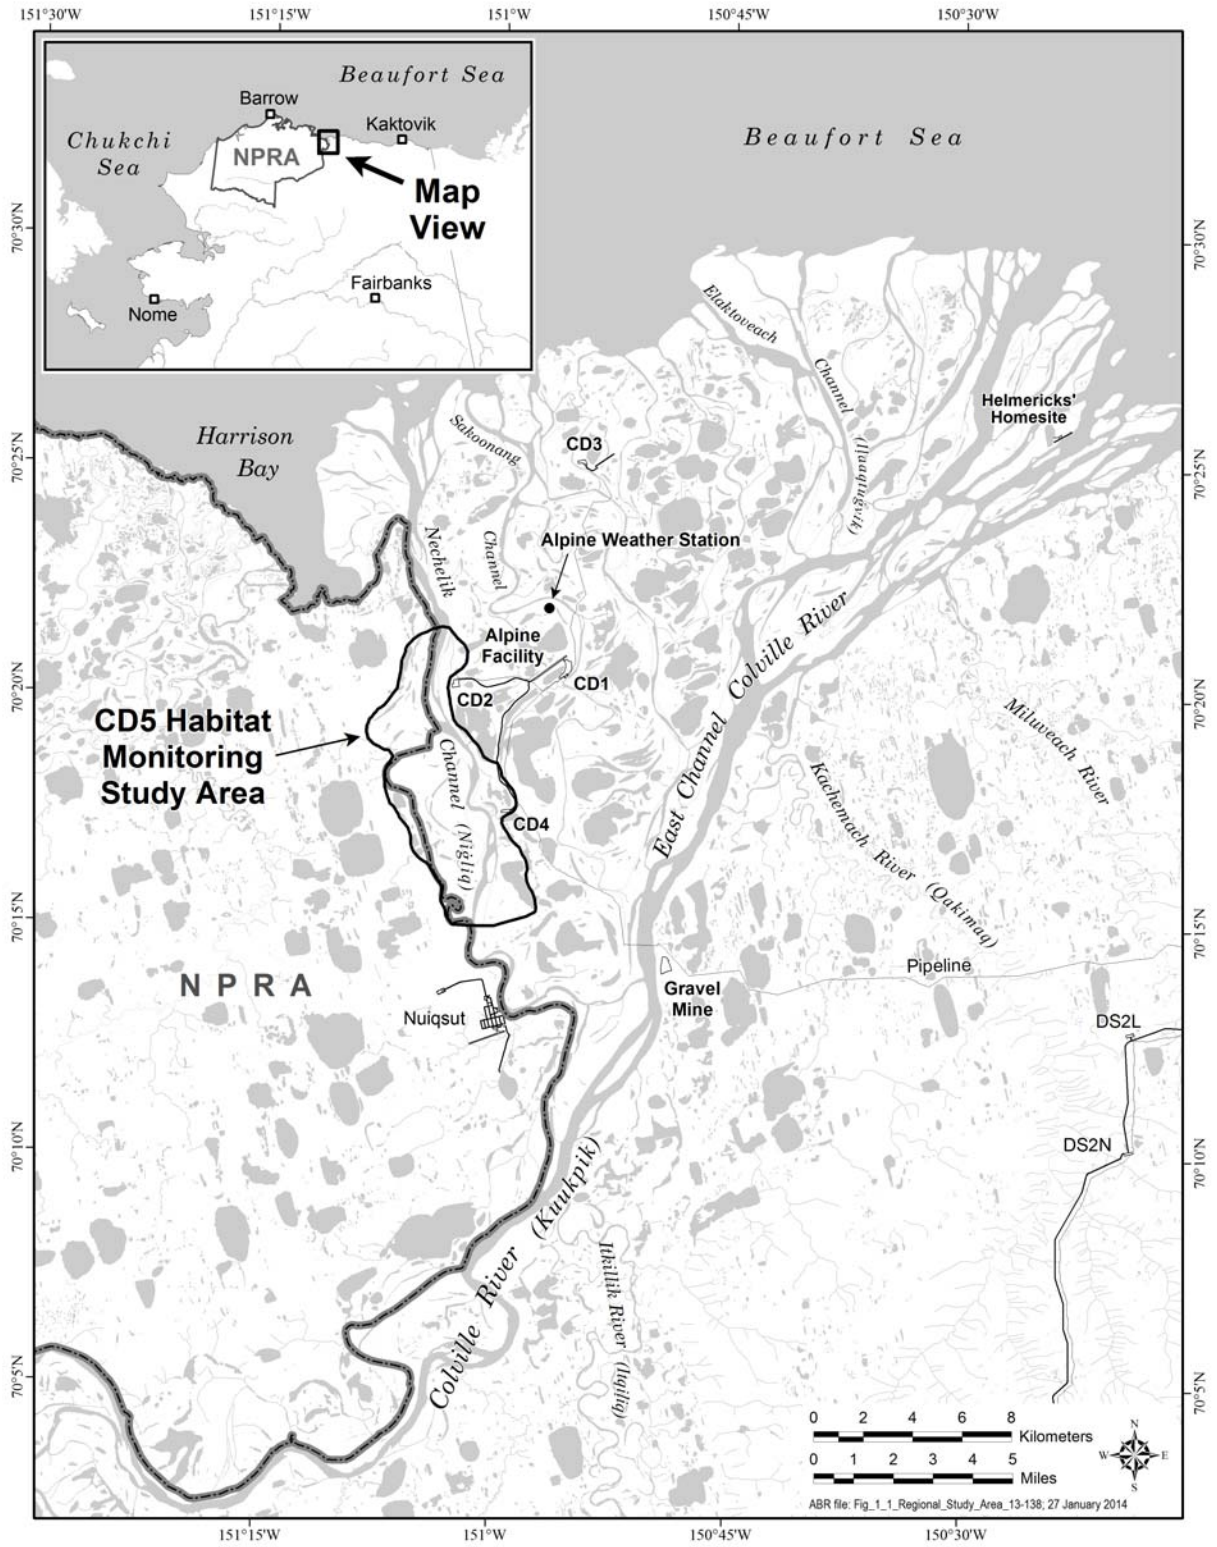 151°30'W
151°15'W
151°W
150°45'W
150°30'W
Beaufort Sea
Barrow
Kaktovik
Chukchi
Sea
NPRA
Map
View
Fairbanks
Nome
Beaufort Sea
70°30'N
70°30'N
Elaktoveach
Channel
(Ilaqtugvik)
Helmericks'
Homesite
Harrison
Bay
Sakoonang
Channel
CD3
70°25'N
70°25'N
Nechelik
Channel (Niġliq)
Alpine Weather Station
Alpine
Facility
CD1
CD2
70°20'N
70°20'N
CD5 Habitat
Monitoring
Study Area
CD4
East Channel Colville River
Miluveach River
Kachemach River (Qakimaq)
70°15'N
70°15'N
NPRA
Pipeline
Gravel
Mine
Nuiqsut
DS2L
DS2N
70°10'N
70°10'N
Colville River (Kuukpik)
Itkillik River (Itqiliq)
70°5'N
70°5'N
0 2 4 6 8
Kilometers
0 1 2 3 4 5
Miles
N
W E
S
ABR file: Fig_1_1_Regional_Study_Area_13-138; 27 January 2014
151°15'W
151°W
150°45'W
150°30'W